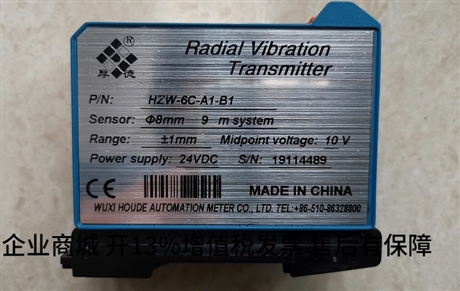 ®
厚德
Radial Vibration
Transmitter
P/N: HZW-6C-A1-B1
Sensor: Φ8mm 9 m system
Range: ±1mm Midpoint voltage: 10 V
Power supply: 24VDC S/N: 19114489
CE MADE IN CHINA
WUXI HOUDE AUTOMATION METER CO., LTD. TEL:+86-510-86328800
企业商城 开13%增值税发票 售后有保障